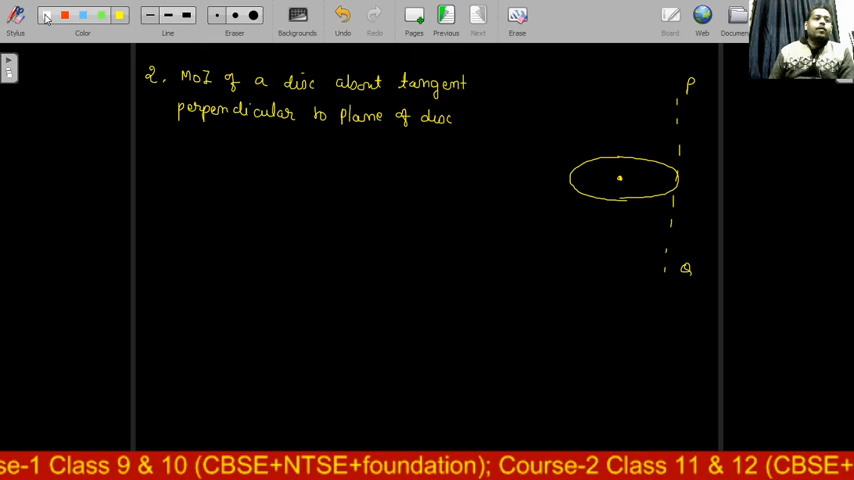 Stylus
Color
Line
Eraser
Backgrounds
Undo
Pages
Previous
Next
Erase
Board
Web
Documen
2. MOI of a disc about tangent
perpendicular to plane of disc
P
Q
se-1 Class 9 & 10 (CBSE+NTSE+foundation); Course-2 Class 11 & 12 (CBSE+